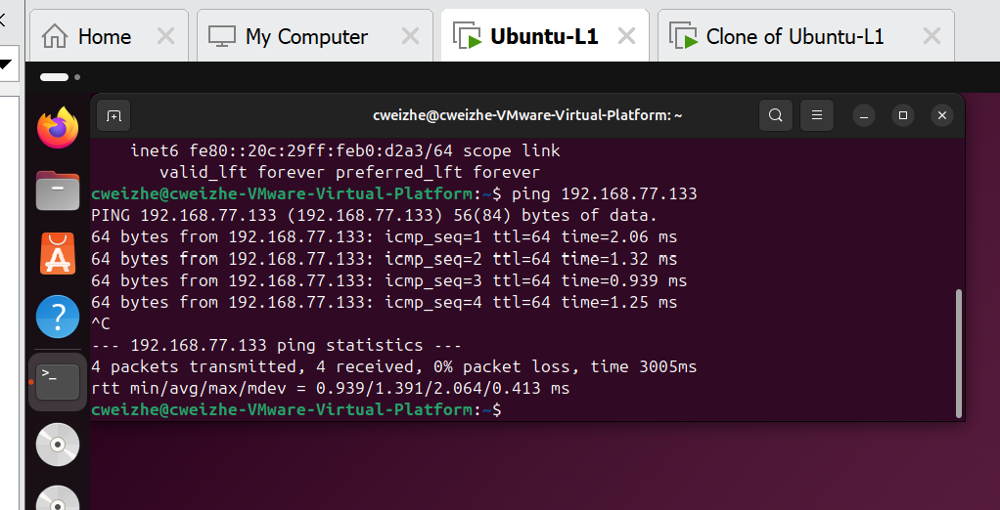 Home
My Computer
Ubuntu-L1
Clone of Ubuntu-L1
cweizhe@cweizhe-VMware-Virtual-Platform: ~
inet6 fe80::20c:29ff:feb0:d2a3/64 scope link
valid_lft forever preferred_lft forever
cweizhe@cweizhe-VMware-Virtual-Platform:~$ ping 192.168.77.133
PING 192.168.77.133 (192.168.77.133) 56(84) bytes of data.
64 bytes from 192.168.77.133: icmp_seq=1 ttl=64 time=2.06 ms
64 bytes from 192.168.77.133: icmp_seq=2 ttl=64 time=1.32 ms
64 bytes from 192.168.77.133: icmp_seq=3 ttl=64 time=0.939 ms
64 bytes from 192.168.77.133: icmp_seq=4 ttl=64 time=1.25 ms
^C
--- 192.168.77.133 ping statistics ---
4 packets transmitted, 4 received, 0% packet loss, time 3005ms
rtt min/avg/max/mdev = 0.939/1.391/2.064/0.413 ms
cweizhe@cweizhe-VMware-Virtual-Platform:~$